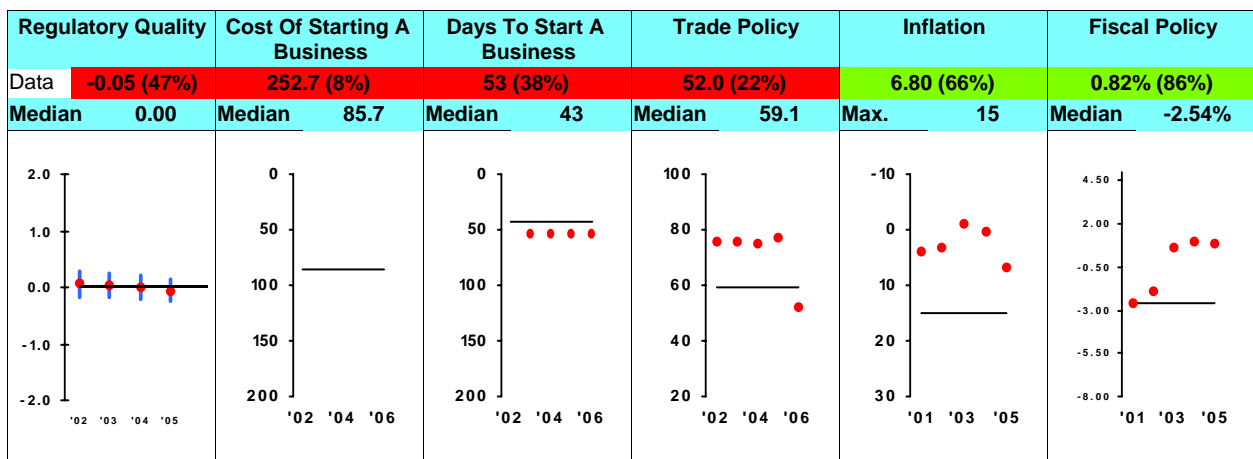 Regulatory Quality
Cost Of Starting A Business
Days To Start A Business
Trade Policy
Inflation
Fiscal Policy
Data -0.05 (47%) 252.7 (8%) 53 (38%) 52.0 (22%) 6.80 (66%) 0.82% (86%)
Median 0.00 Median 85.7 Median 43 Median 59.1 Max. 15 Median -2.54%
2.0
1.0
0.0
-1.0
-2.0
'02 '03 '04 '05
0
50
100
150
200
'02 '04 '06
0
50
100
150
200
'02 '04 '06
100
80
60
40
20
'02 '04 '06
-10
0
10
20
30
'01 '03 '05
4.50
2.00
-0.50
-3.00
-5.50
-8.00
'01 '03 '05